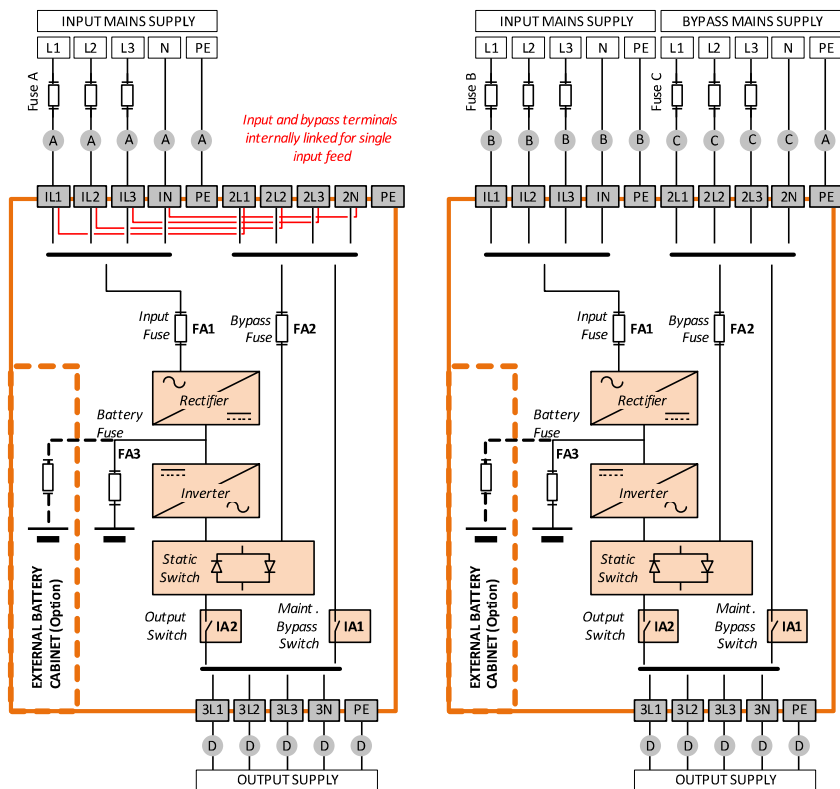 INPUT MAINS SUPPLY
L1 L2 L3 N PE
Fuse A
A A A A A
Input and bypass terminals
internally linked for single
input feed
IL1 IL2 IL3 IN PE 2L1 2L2 2L3 2N PE
Input
Fuse
FA1
Bypass
Fuse
FA2
Rectifier
Battery
Fuse
FA3
Inverter
Static
Switch
Output
Switch
IA2
Maint.
Bypass
Switch
IA1
EXTERNAL BATTERY
CABINET (Option)
3L1 3L2 3L3 3N PE
D D D D D
OUTPUT SUPPLY
INPUT MAINS SUPPLY
BYPASS MAINS SUPPLY
L1 L2 L3 N PE L1 L2 L3 N PE
Fuse B
Fuse C
B B B B B C C C C A
IL1 IL2 IL3 IN PE 2L1 2L2 2L3 2N PE
Input
Fuse
FA1
Bypass
Fuse
FA2
Rectifier
Battery
Fuse
FA3
Inverter
Static
Switch
Output
Switch
IA2
Maint.
Bypass
Switch
IA1
EXTERNAL BATTERY
CABINET (Option)
3L1 3L2 3L3 3N PE
D D D D D
OUTPUT SUPPLY